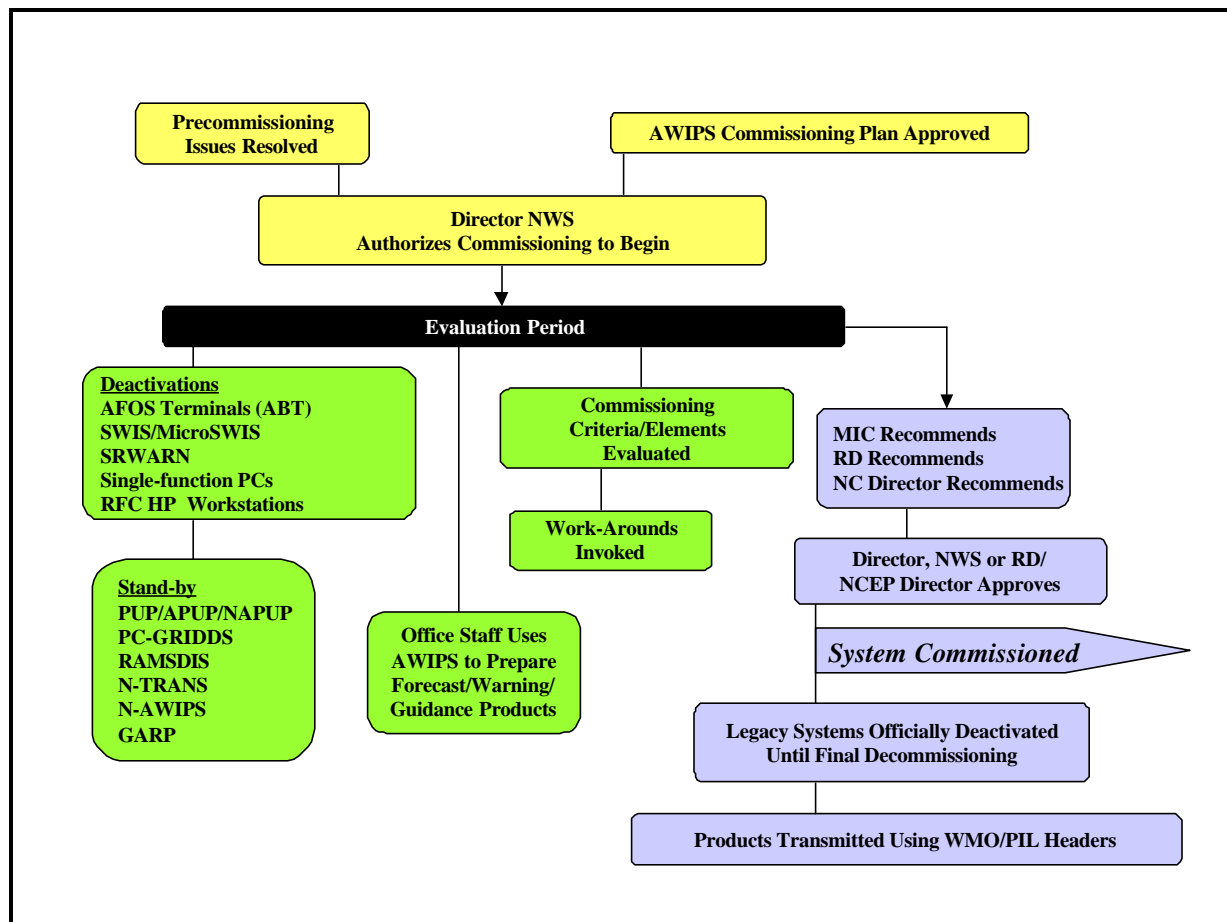 Precommissioning
Issues Resolved
AWIPS Commissioning Plan Approved
Director NWS
Authorizes Commissioning to Begin
Evaluation Period
Deactivations
AFOS Terminals (ABT)
SWIS/MicroSWIS
SRWARN
Single-function PCs
RFC HP Workstations
Stand-by
PUP/APUP/NAPUP
PC-GRIDDS
RAMSDIS
N-TRANS
N-AWIPS
GARP
Office Staff Uses
AWIPS to Prepare
Forecast/Warning/
Guidance Products
Commissioning
Criteria/Elements
Evaluated
Work-Arounds
Invoked
MIC Recommends
RD Recommends
NC Director Recommends
Director, NWS or RD/
NCEP Director Approves
System Commissioned
Legacy Systems Officially Deactivated
Until Final Decommissioning
Products Transmitted Using WMO/PIL Headers